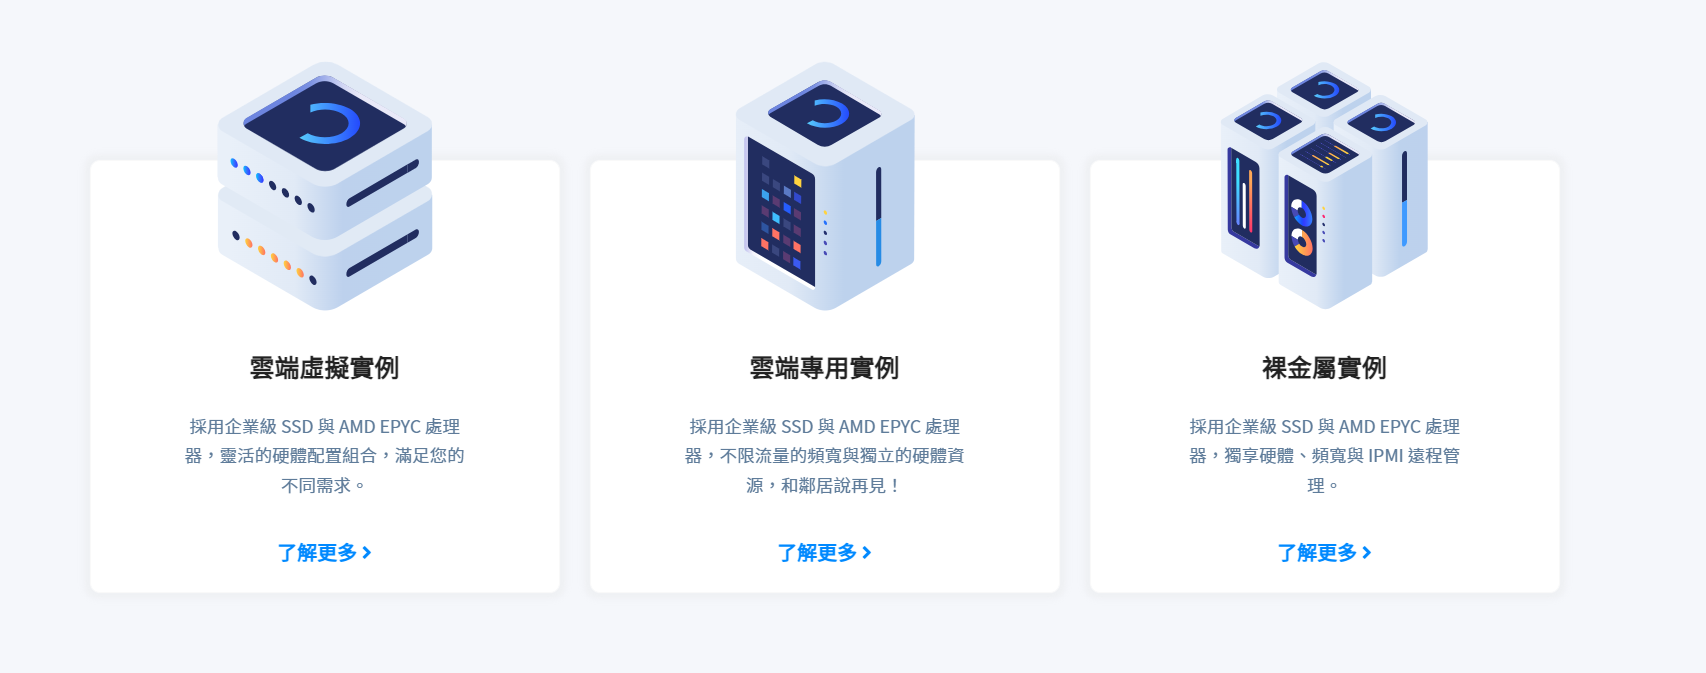 雲端虛擬實例
採用企業級 SSD 與 AMD EPYC 處理
器，靈活的硬體配置組合，滿足您的
不同需求。
了解更多
雲端專用實例
採用企業級 SSD 與 AMD EPYC 處理
器，不限流量的頻寬與獨立的硬體資
源，和鄰居說再見！
了解更多
裸金屬實例
採用企業級 SSD 與 AMD EPYC 處理
器，獨享硬體、頻寬與 IPMI 遠程管
理。
了解更多